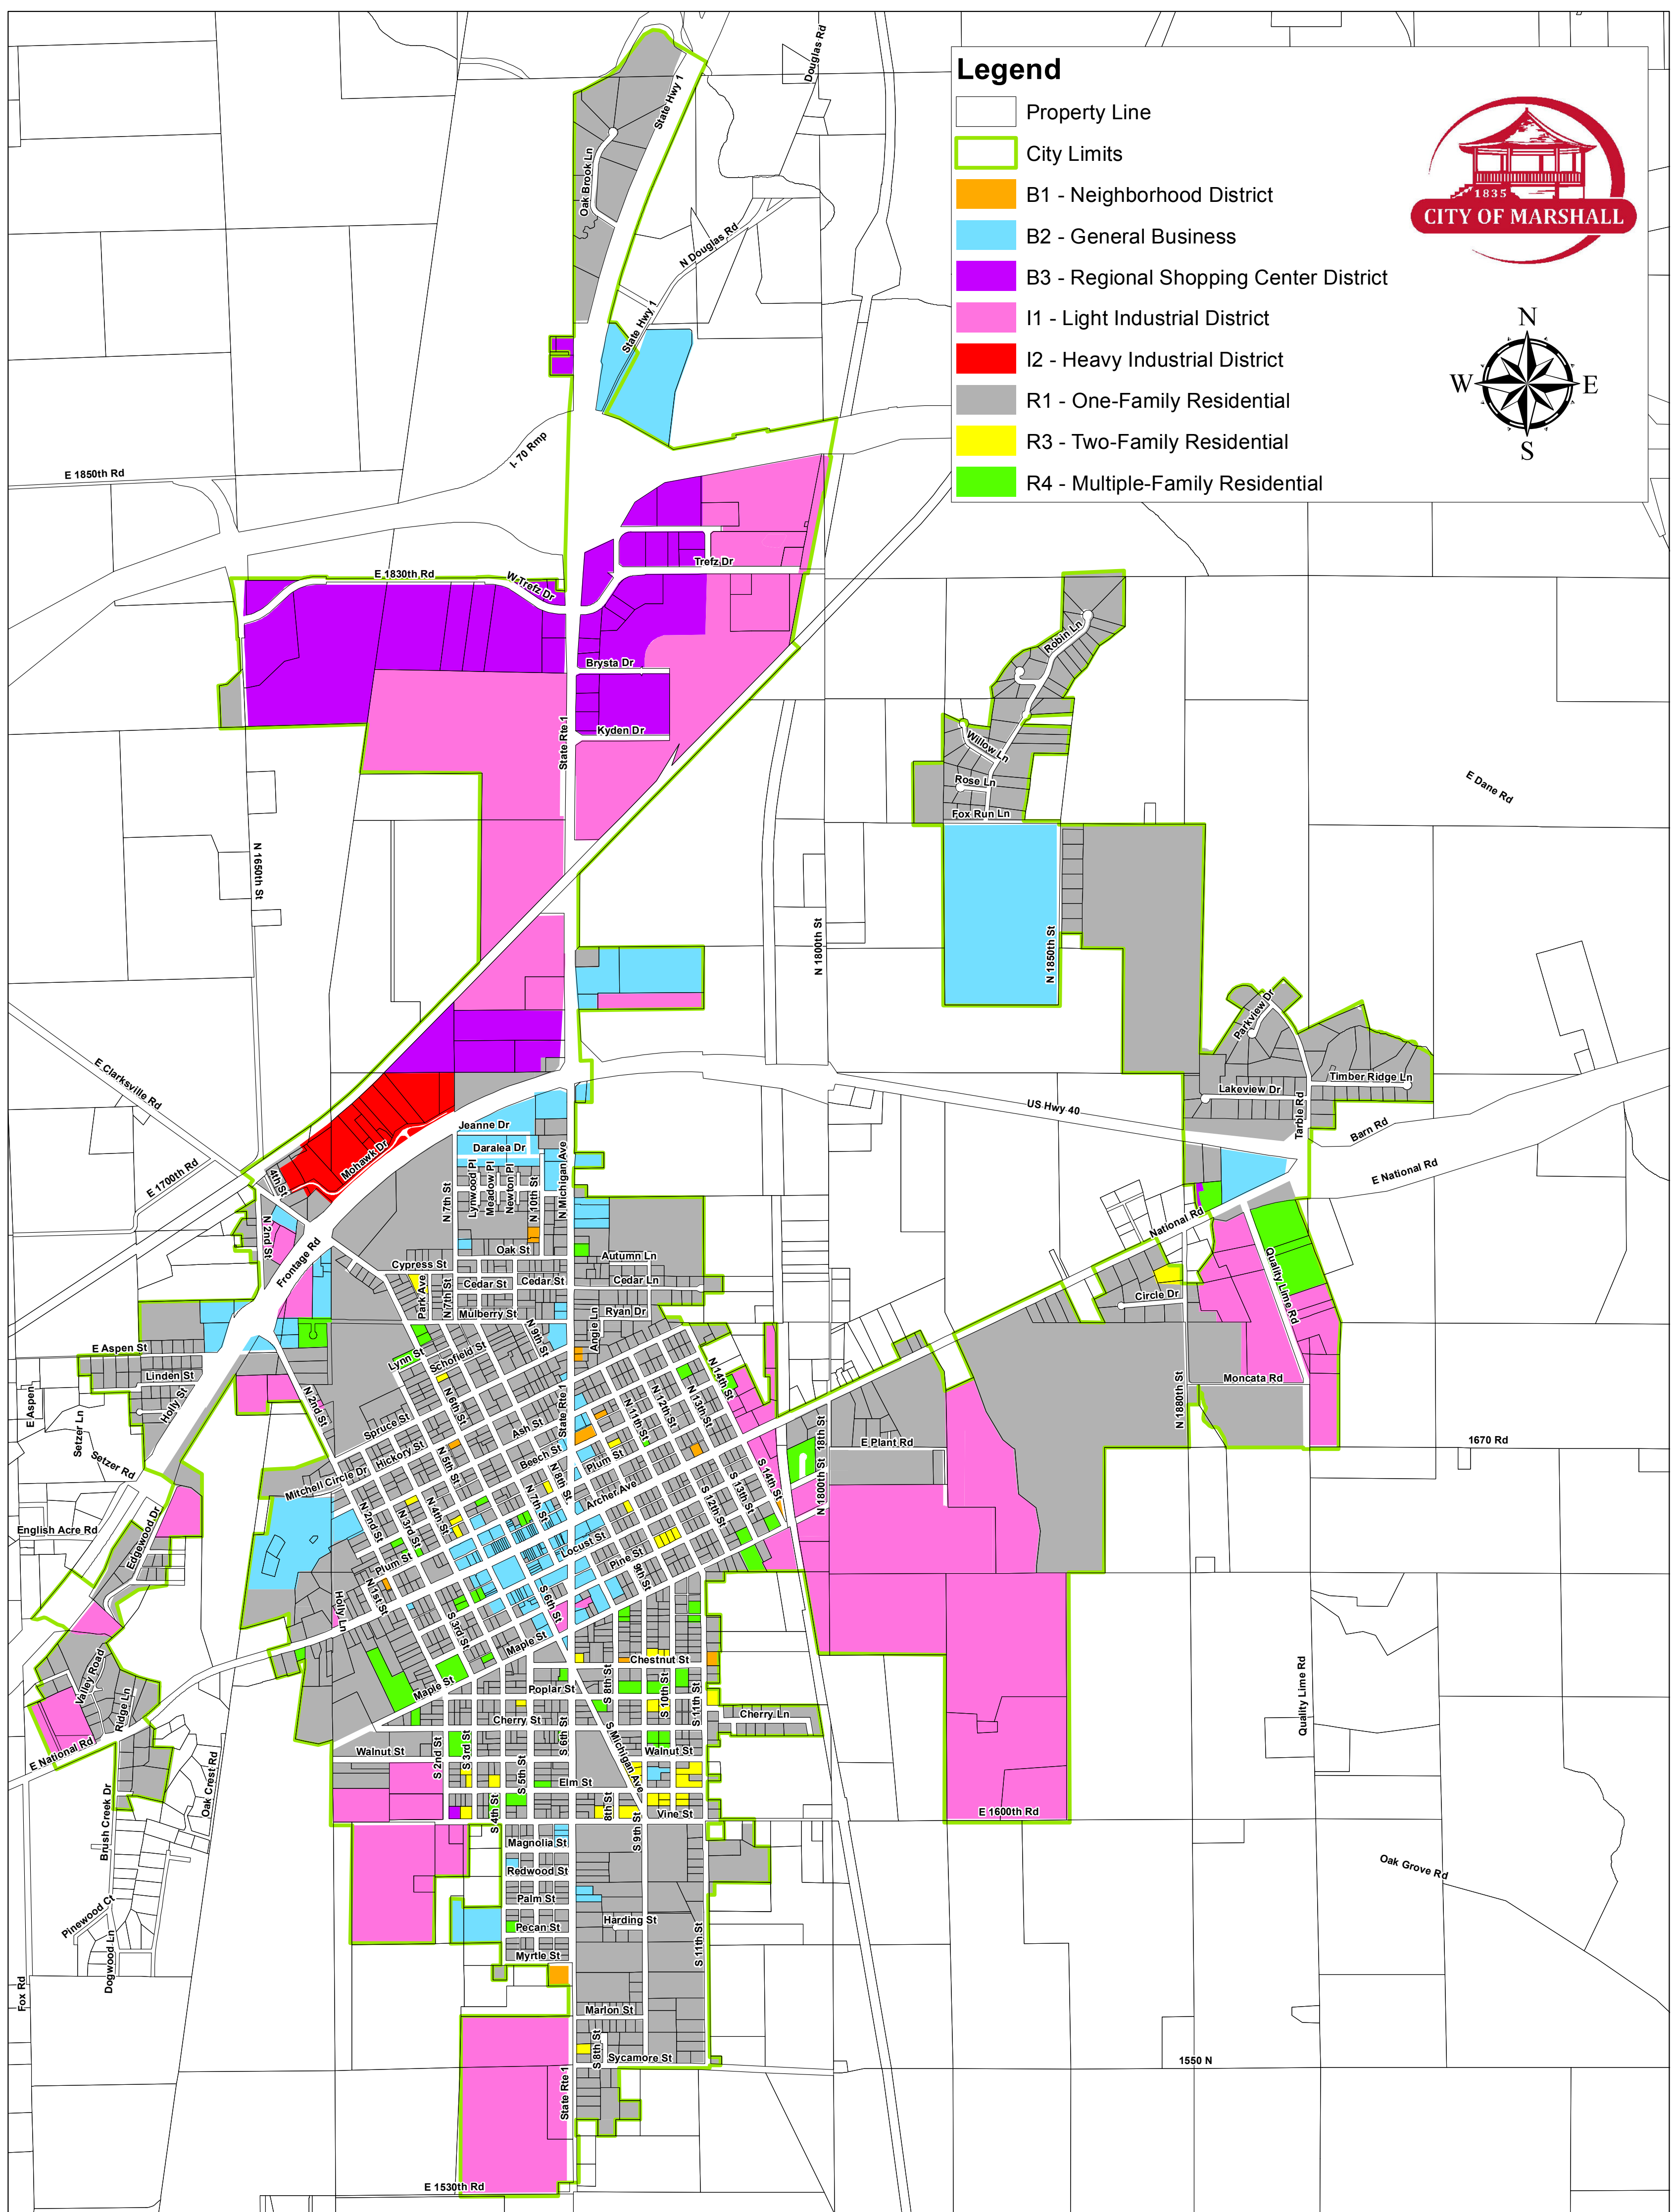 Legend
Property Line
City Limits
B1 - Neighborhood District
B2 - General Business
B3 - Regional Shopping Center District
I1 - Light Industrial District
I2 - Heavy Industrial District
R1 - One-Family Residential
R3 - Two-Family Residential
R4 - Multiple-Family Residential
1835
CITY OF MARSHALL
N
W
E
S
Douglas Rd
State Hwy 1
Oak Brook Ln
N Douglas Rd
State Hwy 1
I- 70 Rmp
E 1850th Rd
Trefz Dr
E 1830th Rd
W Trefz Dr
Robin Ln
Brysta Dr
State Rte 1
Kyden Dr
Willow Ln
Rose Ln
Fox Run Ln
E Dane Rd
N 1650th St
N 1800th St
N 1850th St
Parkview Dr
E Clarksville Rd
Timber Ridge Ln
Lakeview Dr
Tarble Rd
US Hwy 40
Barn Rd
Jeanne Dr
Daralea Dr
Mohawk Dr
4th St
E 1700th Rd
N 7th St
Lynwood Pl
Meadow Pl
Newton Pl
N 10th St
N Michigan Ave
E National Rd
National Rd
N 2nd St
Frontage Rd
Oak St
Autumn Ln
Cypress St
Cedar St
Cedar St
Cedar Ln
Park Ave
N 7th St
Mulberry St
Ryan Dr
Angie Ln
Circle Dr
Quality Lime Rd
E Aspen St
Linden St
Holly St
E Aspen
Setzer Ln
Setzer Rd
Lynn St
Schofield St
N 9th St
N 6th St
N 14th St
N 2nd St
Spruce St
Hickory St
Ash St
State Rte 1
N 11th St
N 12th St
N 13th St
Moncata Rd
N 1880th St
1670 Rd
E Plant Rd
N 1800th St
18th St
Mitchell Circle Dr
N 5th St
Beech St
Plum St
N 8th St
N 7th St
Archer Ave
S 14th St
S 13th St
S 12th St
N 4th St
N 3rd St
N 2nd St
Plum St
Locust St
Pine St
9th St
English Acre Rd
Edgewood Dr
N 1st St
Holly Ln
S 6th St
S 3rd St
Maple St
Maple St
Chestnut St
Poplar St
S 8th St
S 10th St
S 11th St
Cherry St
Cherry Ln
Valley Road
Ridge Ln
E National Rd
Walnut St
S 2nd St
S 3rd St
S 5th St
S 6th St
S Michigan Ave
Walnut St
Quality Lime Rd
Elm St
S 4th St
8th St
Vine St
E 1600th Rd
Oak Crest Rd
Brush Creek Dr
Magnolia St
S 9th St
Redwood St
Palm St
Oak Grove Rd
Pinewood Ct
Dogwood Ln
Pecan St
Harding St
S 11th St
Myrtle St
Fox Rd
Marlon St
S 8th St
Sycamore St
1550 N
State Rte 1
E 1530th Rd